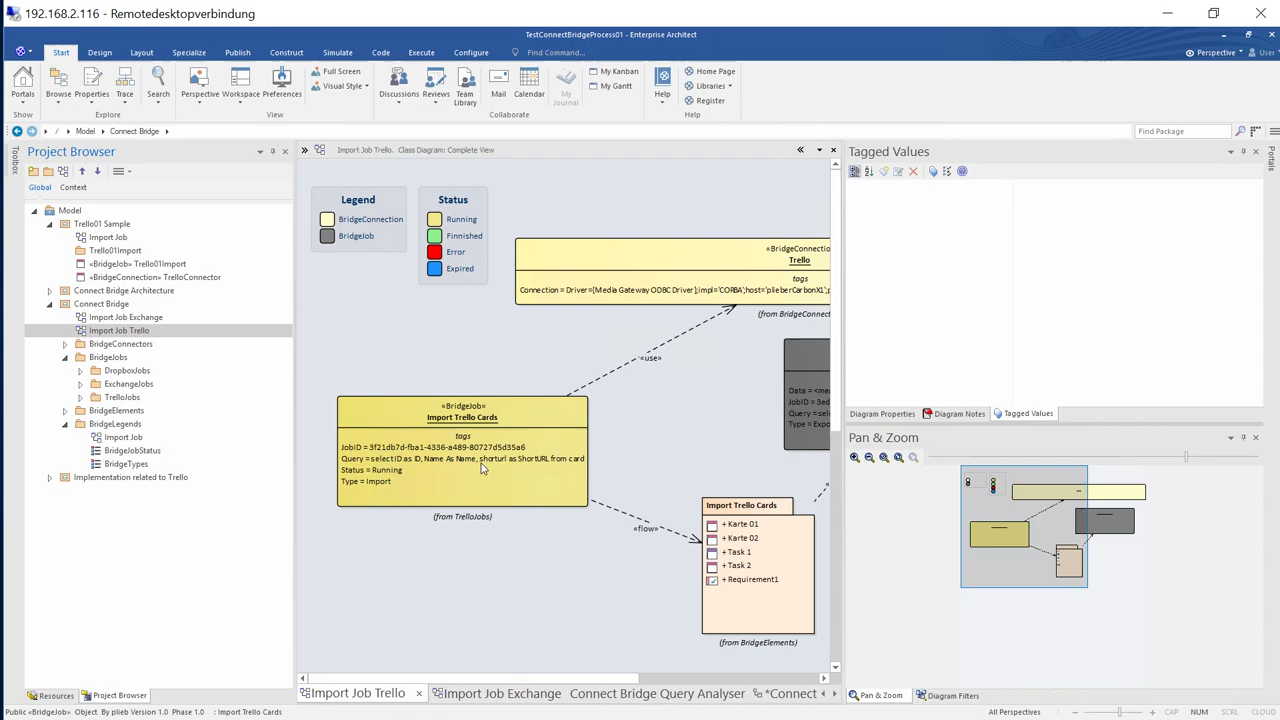 192.168.2.116 - Remotedesktopverbindung
TestConnectBridgeProcess01 - Enterprise Architect
Start Design Layout Specialize Publish Construct Simulate Code Execute Configure Find Command... Perspective User
Portals Browse Properties Trace Search Perspective Workspace Preferences Full Screen Visual Style Discussions Reviews Team Library Mail Calendar My Journal My Kanban My Gantt Help Home Page Libraries Register
Show Explore View Collaborate Help
/ Model Connect Bridge Find Package
Toolbox
Project Browser
Global Context
Model
Trello01 Sample
Import Job
Trello01Import
«BridgeJob» Trello01Import
«BridgeConnection» TrelloConnector
Connect Bridge Architecture
Connect Bridge
Import Job Exchange
Import Job Trello
BridgeConnectors
BridgeJobs
DropboxJobs
ExchangeJobs
TrelloJobs
BridgeElements
BridgeLegends
Import Job
BridgeJobStatus
BridgeTypes
Implementation related to Trello
Resources Project Browser
Import Job Trello. Class Diagram: Complete View
Legend
BridgeConnection
BridgeJob
Status
Running
Finnished
Error
Expired
«BridgeConnectio
Trello
tags
Connection = Driver={Media Gateway ODBC Driver};impl='CORBA';host='plieberCarbonX1';p
(from BridgeConnect
«use»
Data = <me
JobID = 3ed
Query = selec
Type = Expo
«BridgeJob»
Import Trello Cards
tags
JobID = 3f21db7d-fba1-4336-a489-80727d5d35a6
Query = select ID as ID, Name As Name, shorturl as ShortURL from card
Status = Running
Type = Import
(from TrelloJobs)
«flow»
Import Trello Cards
+ Karte 01
+ Karte 02
+ Task 1
+ Task 2
+ Requirement1
(from BridgeElements)
Import Job Trello Import Job Exchange Connect Bridge Query Analyser *Connect
Tagged Values
Diagram Properties Diagram Notes Tagged Values
Pan & Zoom
Pan & Zoom Diagram Filters
Portals
Public «BridgeJob» Object By plieb Version 1.0 Phase 1.0 : Import Trello Cards All Perspectives CAP NUM SCRL CLOUD